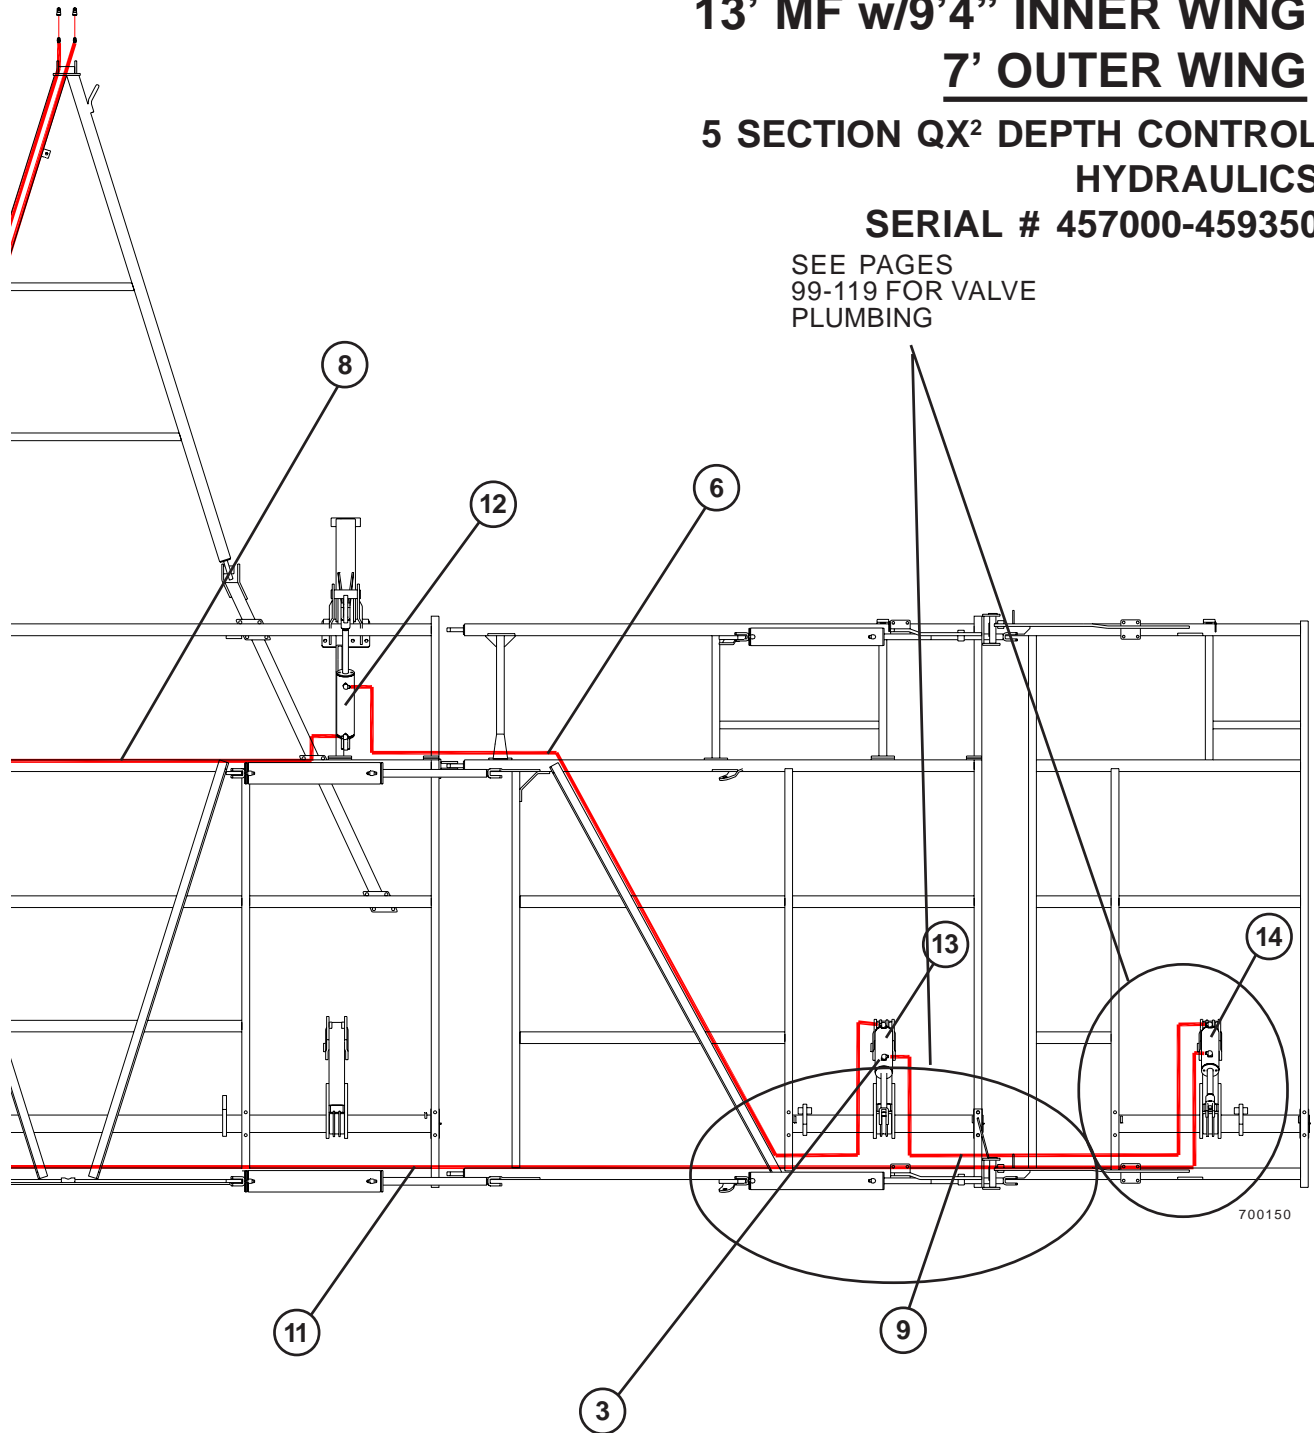 13’ MF w/9’4” INNER WING
7’ OUTER WING
5 SECTION QX² DEPTH CONTROL
HYDRAULICS
SERIAL # 457000-459350
SEE PAGES
99-119 FOR VALVE
PLUMBING
8
12
6
13
14
700150
11
9
3